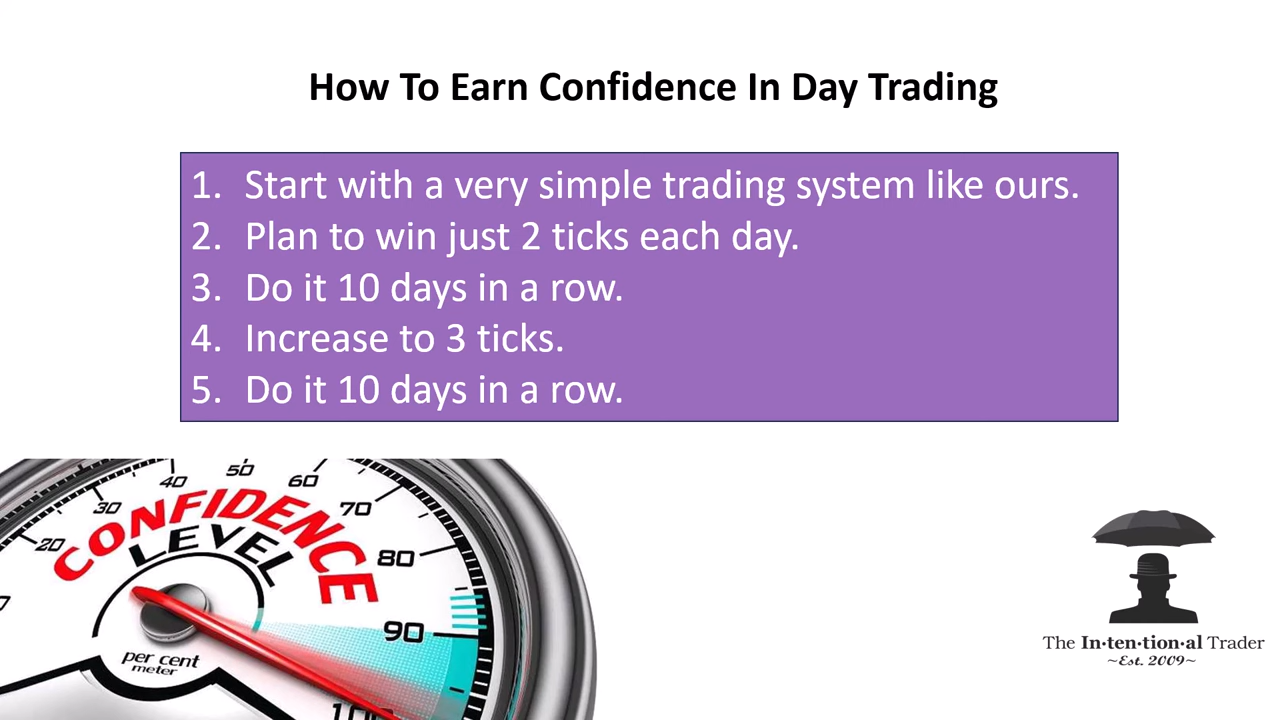 How To Earn Confidence In Day Trading
1. Start with a very simple trading system like ours.
2. Plan to win just 2 ticks each day.
3. Do it 10 days in a row.
4. Increase to 3 ticks.
5. Do it 10 days in a row.
20 30 40 50 60 70 80 90
CONFIDENCE
LEVEL
per cent
meter
The In•ten•tion•al Trader
~Est. 2009~